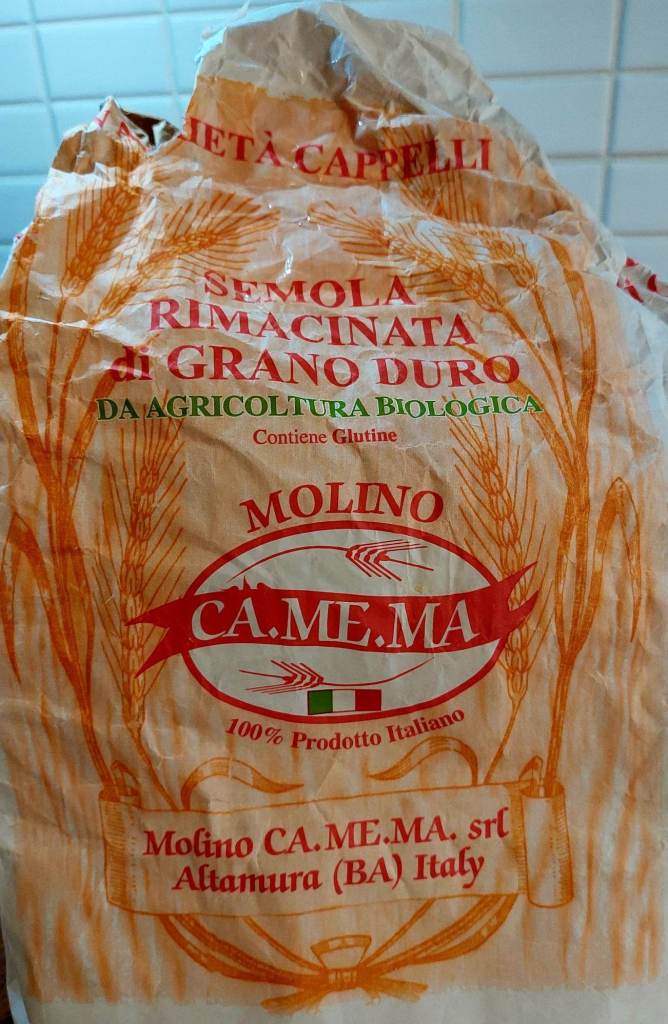 CAPPELLI
SEMOLA
RIMACINATA
di GRANO DURO
DA AGRICOLTURA BIOLOGICA
Contiene Glutine
MOLINO
CA.ME.MA
100% Prodotto Italiano
Molino CA.ME.MA. srl
Altamura (BA) Italy